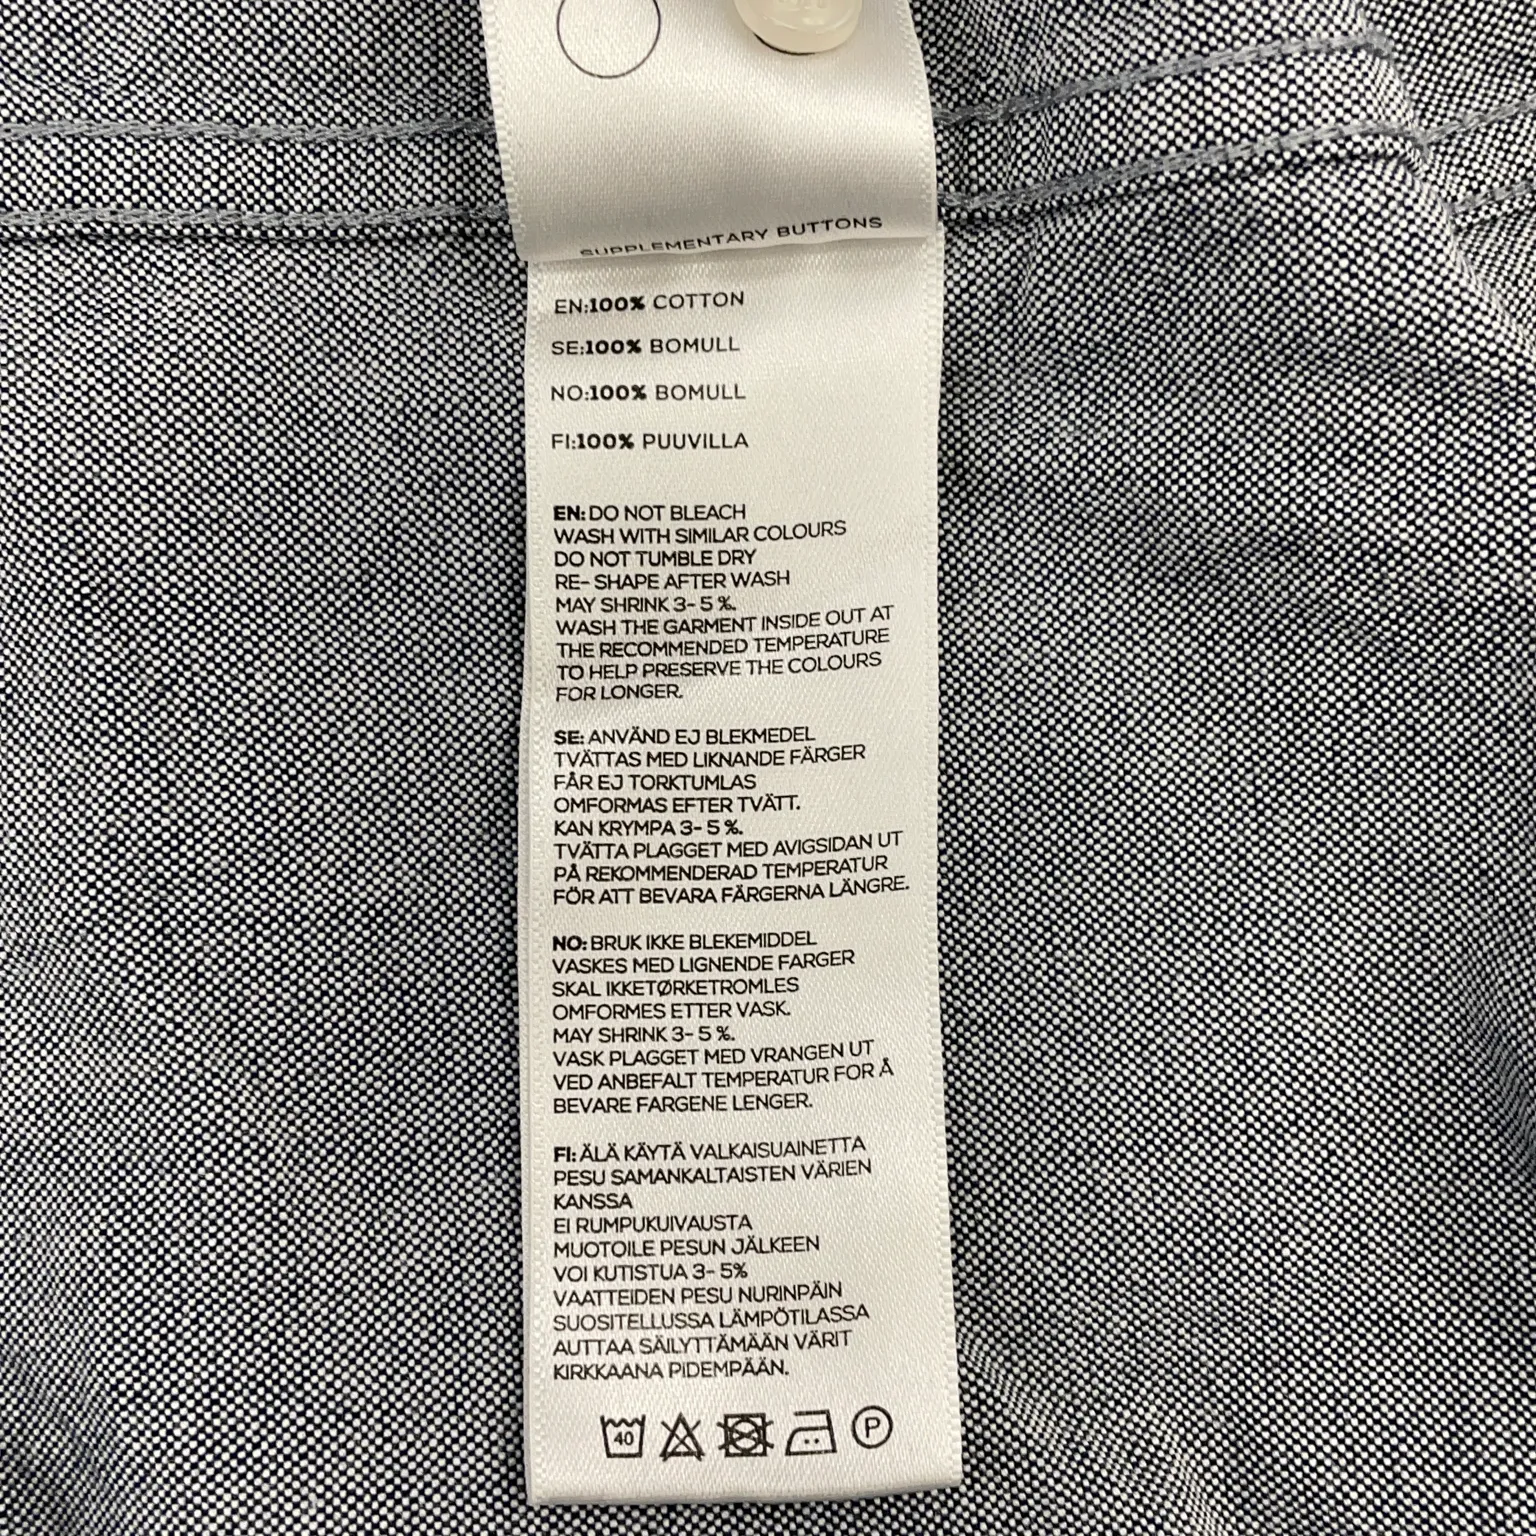 SUPPLEMENTARY BUTTONS
EN:100% COTTON
SE:100% BOMULL
NO:100% BOMULL
FI:100% PUUVILLA
EN: DO NOT BLEACH
WASH WITH SIMILAR COLOURS
DO NOT TUMBLE DRY
RE- SHAPE AFTER WASH
MAY SHRINK 3- 5 %.
WASH THE GARMENT INSIDE OUT AT
THE RECOMMENDED TEMPERATURE
TO HELP PRESERVE THE COLOURS
FOR LONGER.
SE: ANVÄND EJ BLEKMEDEL
TVÄTTAS MED LIKNANDE FÄRGER
FÅR EJ TORKTUMLAS
OMFORMAS EFTER TVÄTT.
KAN KRYMPA 3- 5 %.
TVÄTTA PLAGGET MED AVIGSIDAN UT
PÅ REKOMMENDERAD TEMPERATUR
FÖR ATT BEVARA FÄRGERNA LÄNGRE.
NO: BRUK IKKE BLEKEMIDDEL
VASKES MED LIGNENDE FARGER
SKAL IKKETØRKETROMLES
OMFORMES ETTER VASK.
MAY SHRINK 3- 5 %.
VASK PLAGGET MED VRANGEN UT
VED ANBEFALT TEMPERATUR FOR Å
BEVARE FARGENE LENGER.
FI: ÄLÄ KÄYTÄ VALKAISUAINETTA
PESU SAMANKALTAISTEN VÄRIEN
KANSSA
EI RUMPUKUIVAUSTA
MUOTOILE PESUN JÄLKEEN
VOI KUTISTUA 3- 5%
VAATTEIDEN PESU NURINPÄIN
SUOSITELLUSSA LÄMPÖTILASSA
AUTTAA SÄILYTTÄMÄÄN VÄRIT
KIRKKAANA PIDEMPÄÄN.
40 P